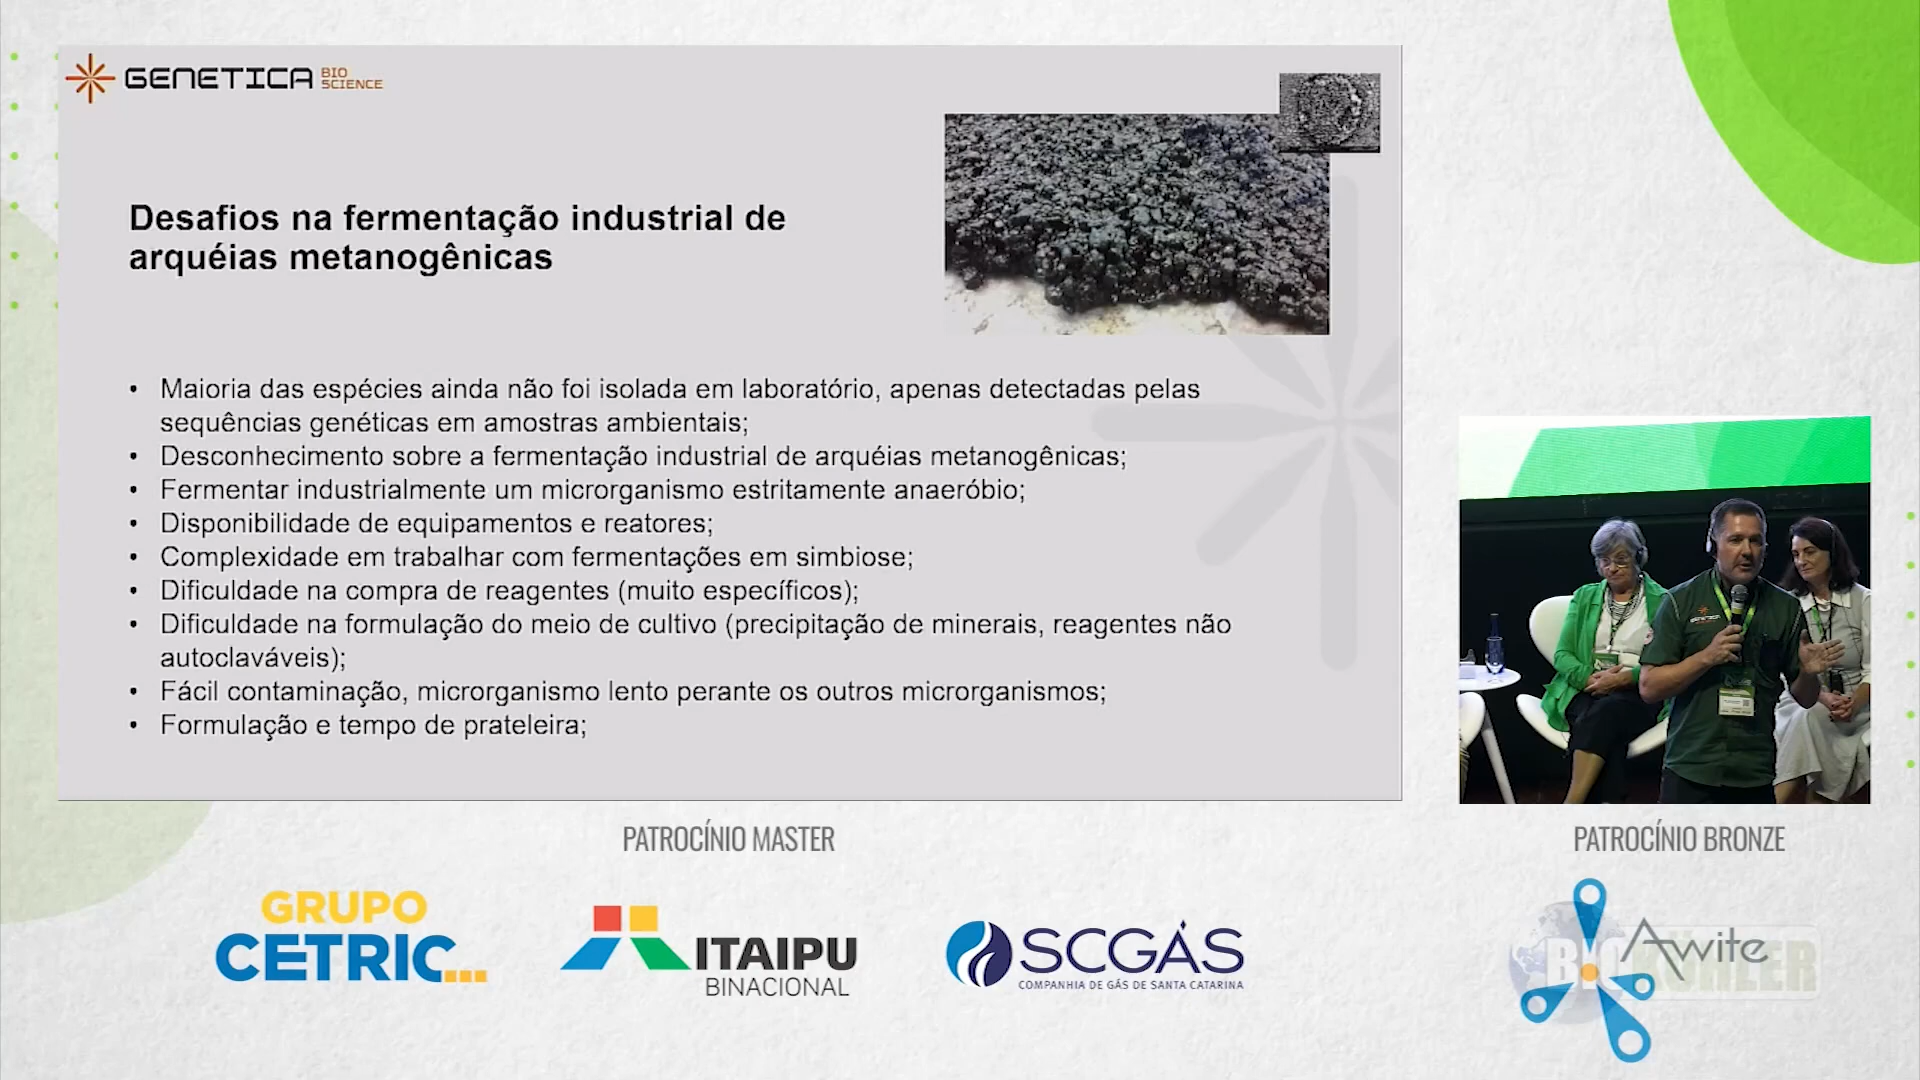 GENETICA BIO SCIENCE
Desafios na fermentação industrial de
arquéias metanogênicas
• Maioria das espécies ainda não foi isolada em laboratório, apenas detectadas pelas
sequências genéticas em amostras ambientais;
• Desconhecimento sobre a fermentação industrial de arquéias metanogênicas;
• Fermentar industrialmente um microrganismo estritamente anaeróbio;
• Disponibilidade de equipamentos e reatores;
• Complexidade em trabalhar com fermentações em simbiose;
• Dificuldade na compra de reagentes (muito específicos);
• Dificuldade na formulação do meio de cultivo (precipitação de minerais, reagentes não
autoclaváveis);
• Fácil contaminação, microrganismo lento perante os outros microrganismos;
• Formulação e tempo de prateleira;
PATROCÍNIO MASTER
PATROCÍNIO BRONZE
GRUPO
CETRIC...
ITAIPU
BINACIONAL
SCGÁS
COMPANHIA DE GÁS DE SANTA CATARINA
Awite